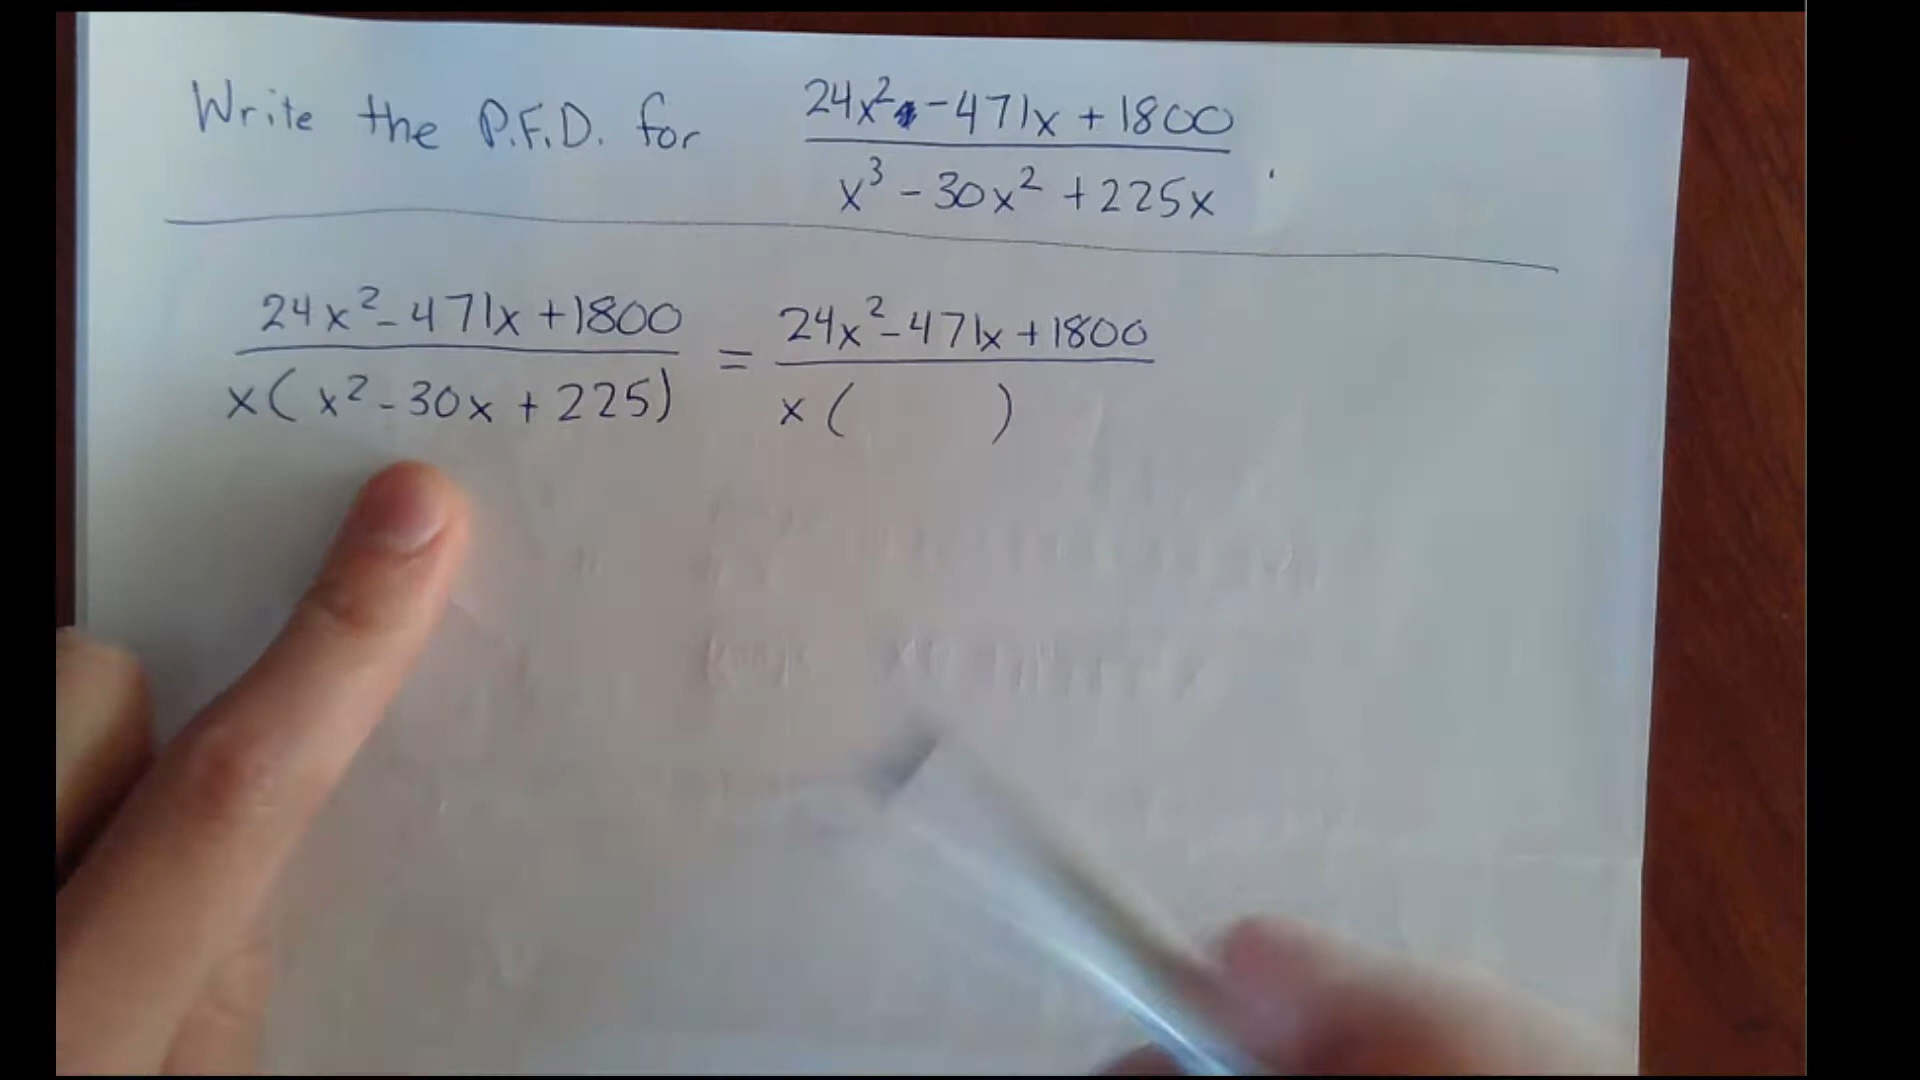 Write the P.F.D. for (24x² - 471x + 1800)/(x³ - 30x² + 225x).
(24x² - 471x + 1800)/(x(x² - 30x + 225)) = (24x² - 471x + 1800)/(x( ))